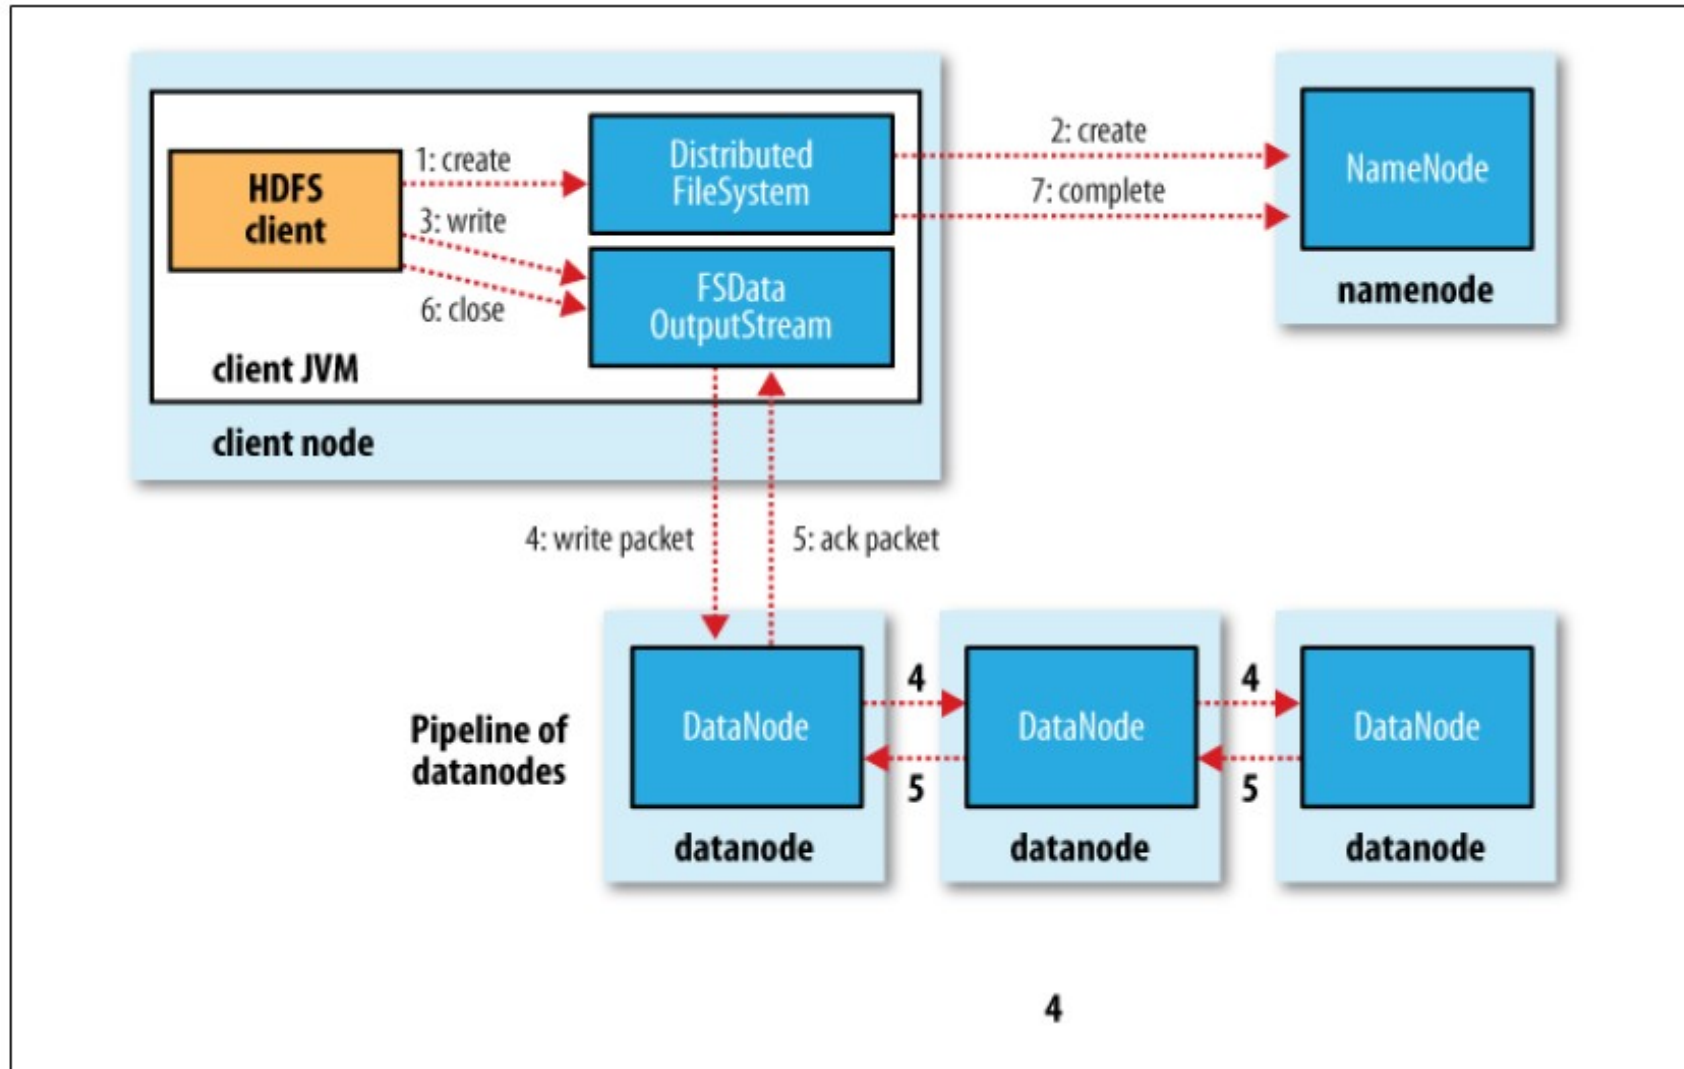 HDFS
client
1: create
3: write
6: close
Distributed
FileSystem
FSData
OutputStream
client JVM
client node
2: create
7: complete
NameNode
namenode
4: write packet
5: ack packet
Pipeline of
datanodes
DataNode
datanode
4
5
DataNode
datanode
4
5
DataNode
datanode
4